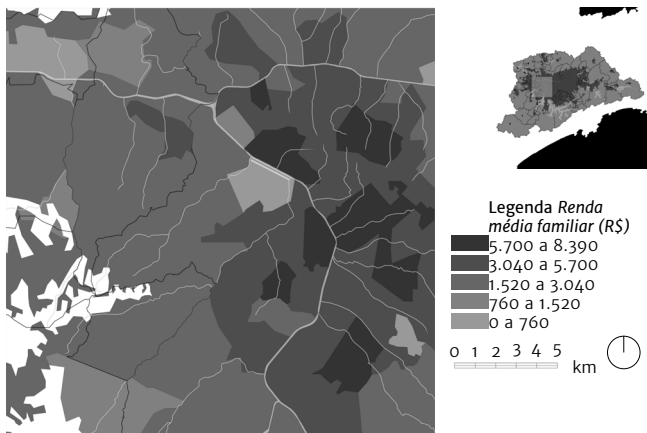 Legenda Renda
média familiar (R$)
5.700 a 8.390
3.040 a 5.700
1.520 a 3.040
760 a 1.520
0 a 760
0 1 2 3 4 5
km